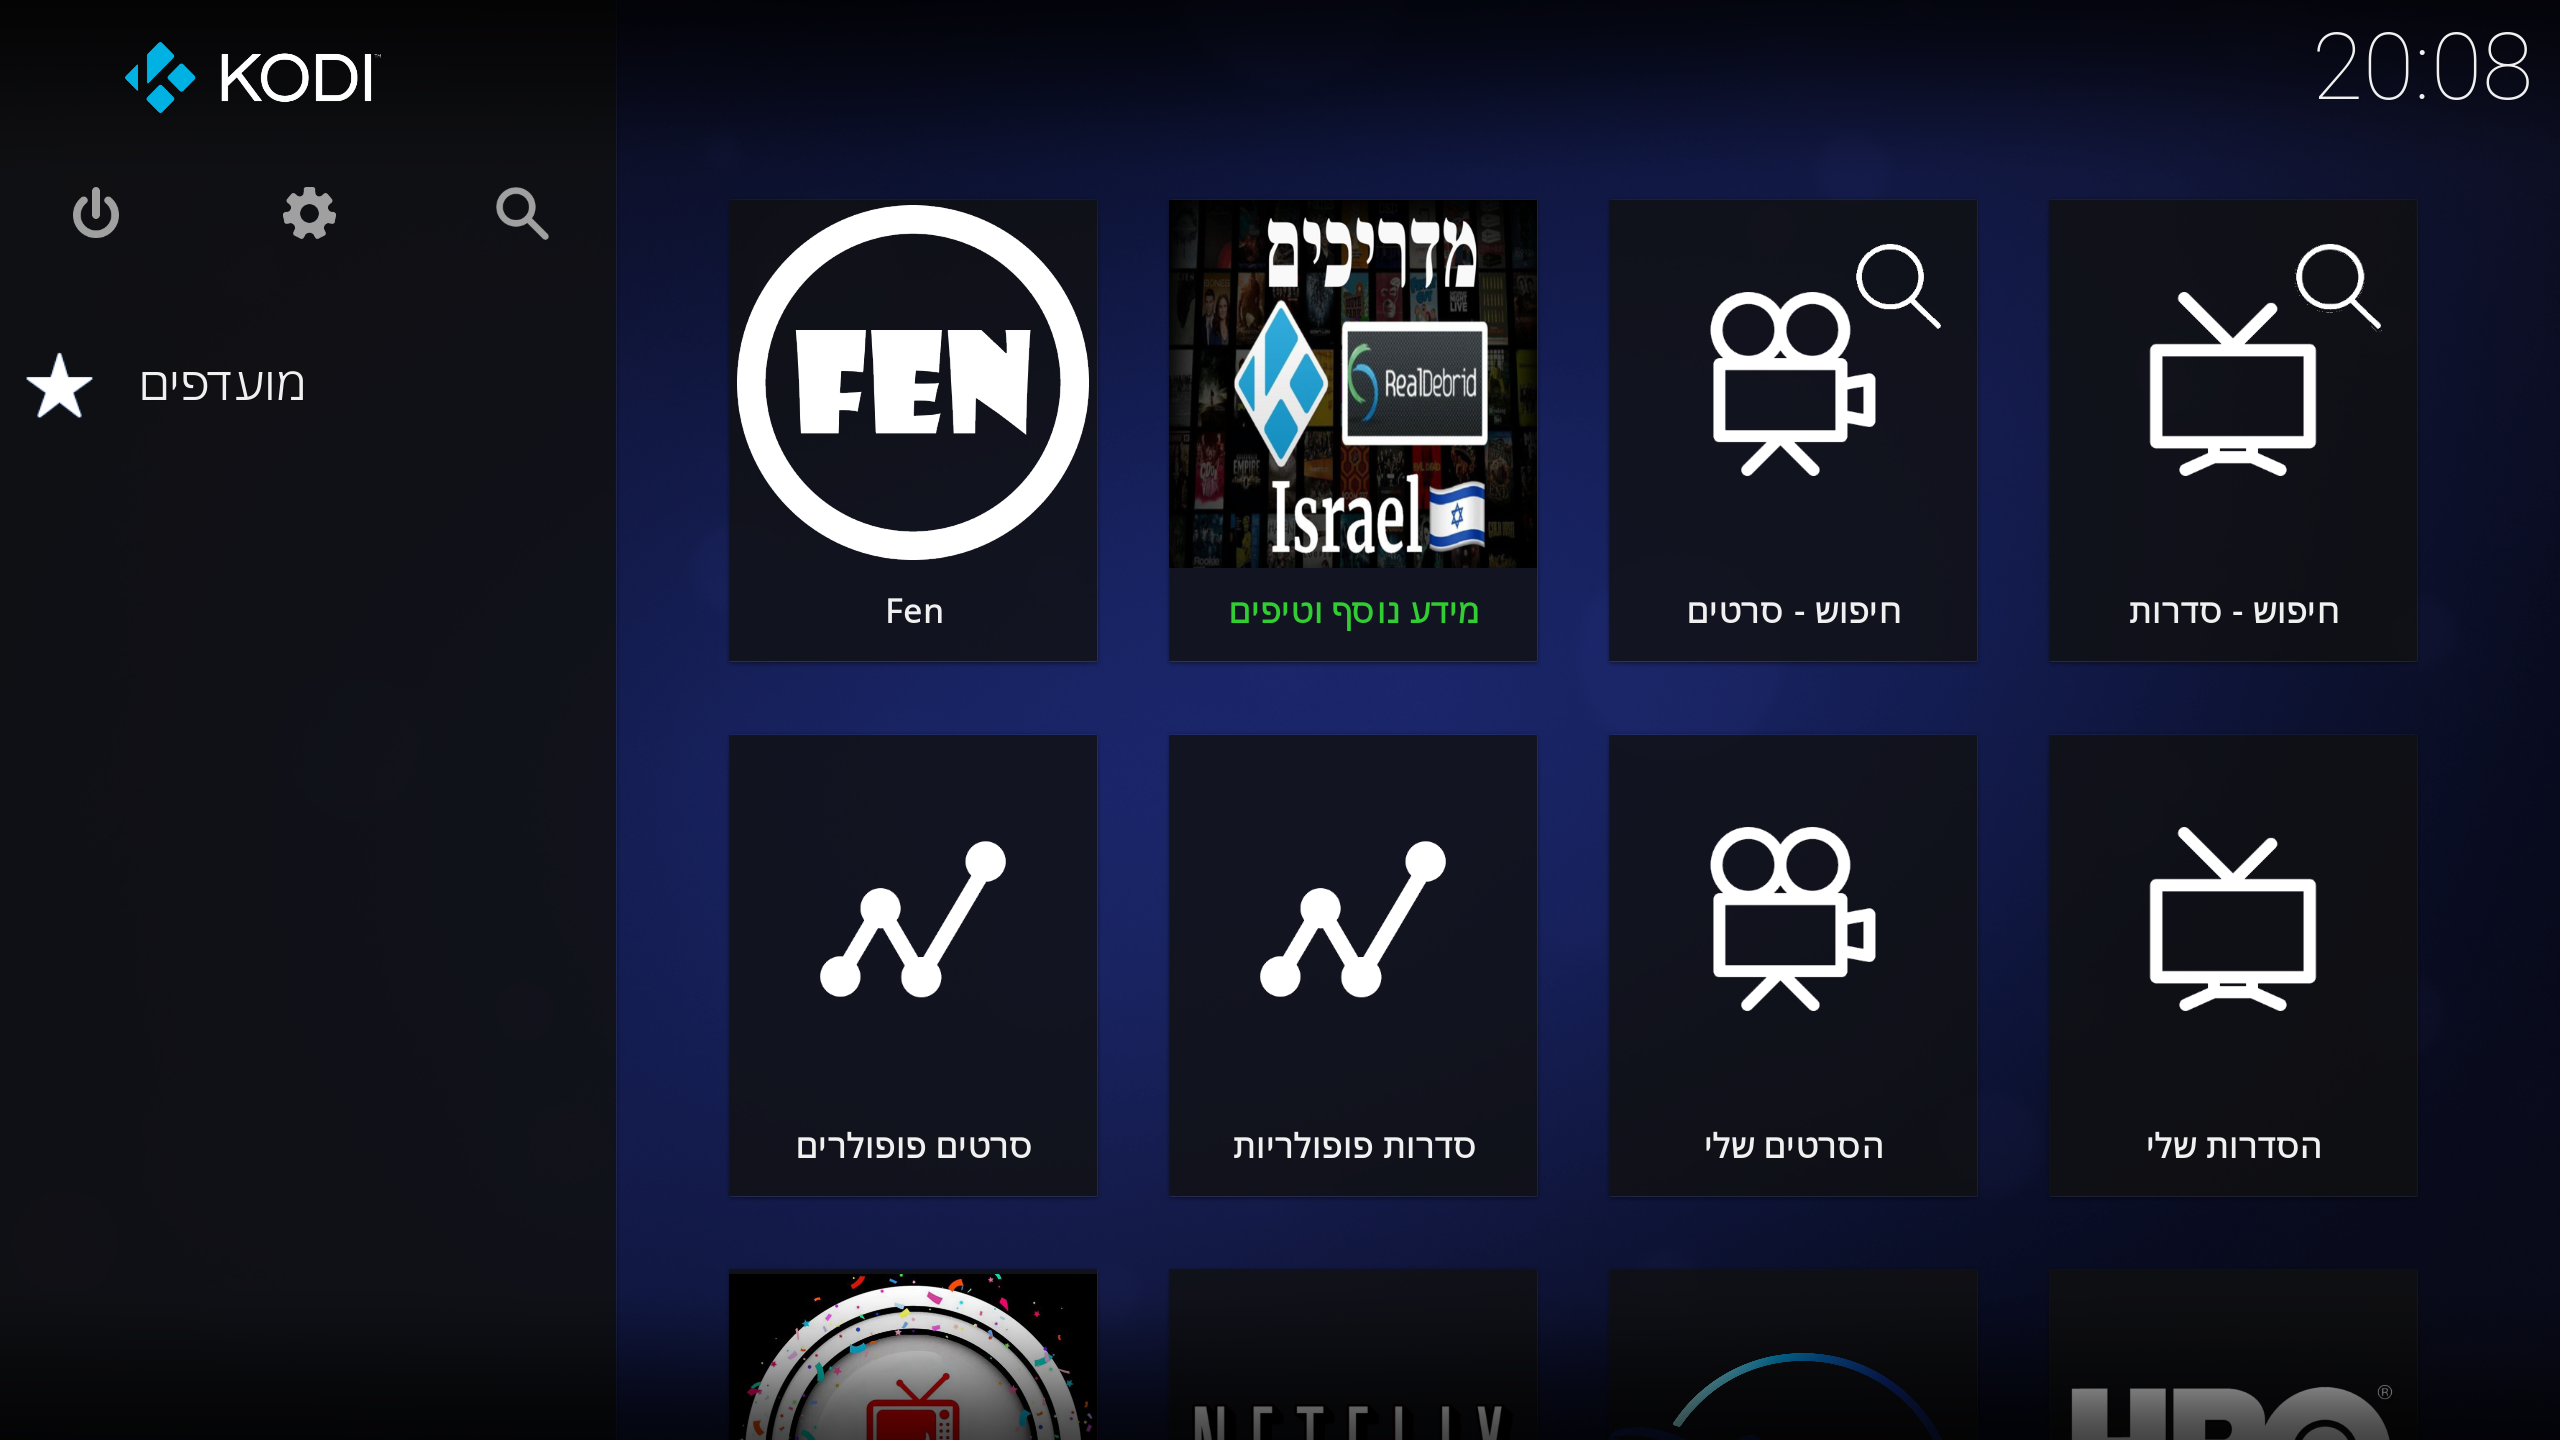 KODI
20:08
מועדפים
FEN
Fen
מדריכים
RealDebrid
Israel
מידע נוסף וטיפים
חיפוש - סרטים
חיפוש - סדרות
סרטים פופולרים
סדרות פופולריות
הסרטים שלי
הסדרות שלי
NETFLIX
HBO